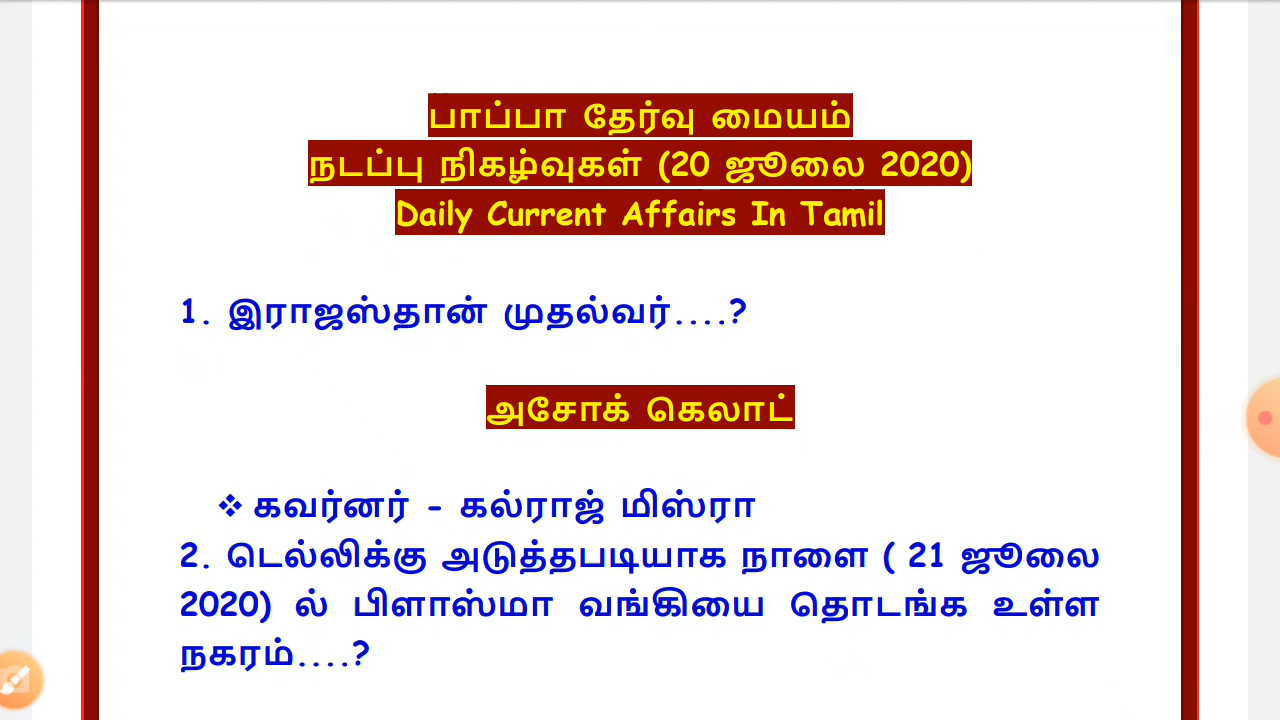 பாப்பா தேர்வு மையம்
நடப்பு நிகழ்வுகள் (20 ஜூலை 2020)
Daily Current Affairs In Tamil
1. இராஜஸ்தான் முதல்வர்....?
அசோக் கெலாட்
❖ கவர்னர் - கல்ராஜ் மிஸ்ரா
2. டெல்லிக்கு அடுத்தபடியாக நாளை ( 21 ஜூலை
2020) ல் பிளாஸ்மா வங்கியை தொடங்க உள்ள
நகரம்....?